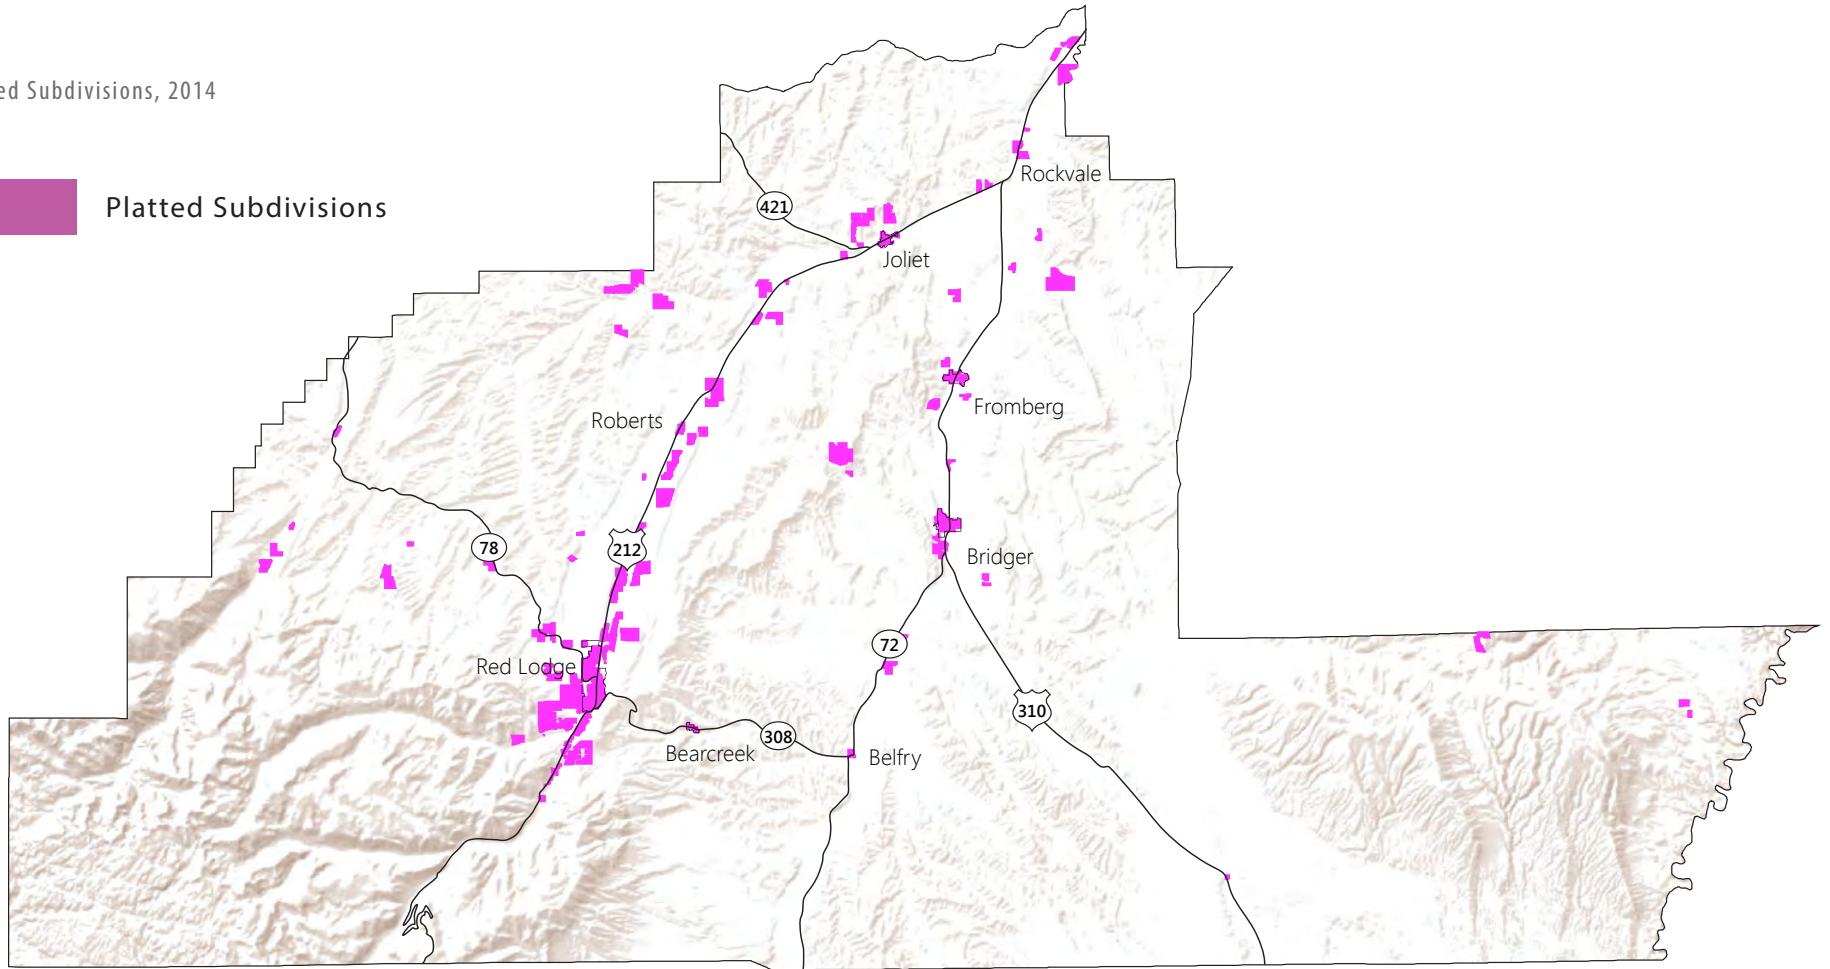 ed Subdivisions, 2014
Platted Subdivisions
Rockvale
421
Joliet
Roberts
Fromberg
78
212
Bridger
72
Red Lodge
310
308
Bearcreek
Belfry